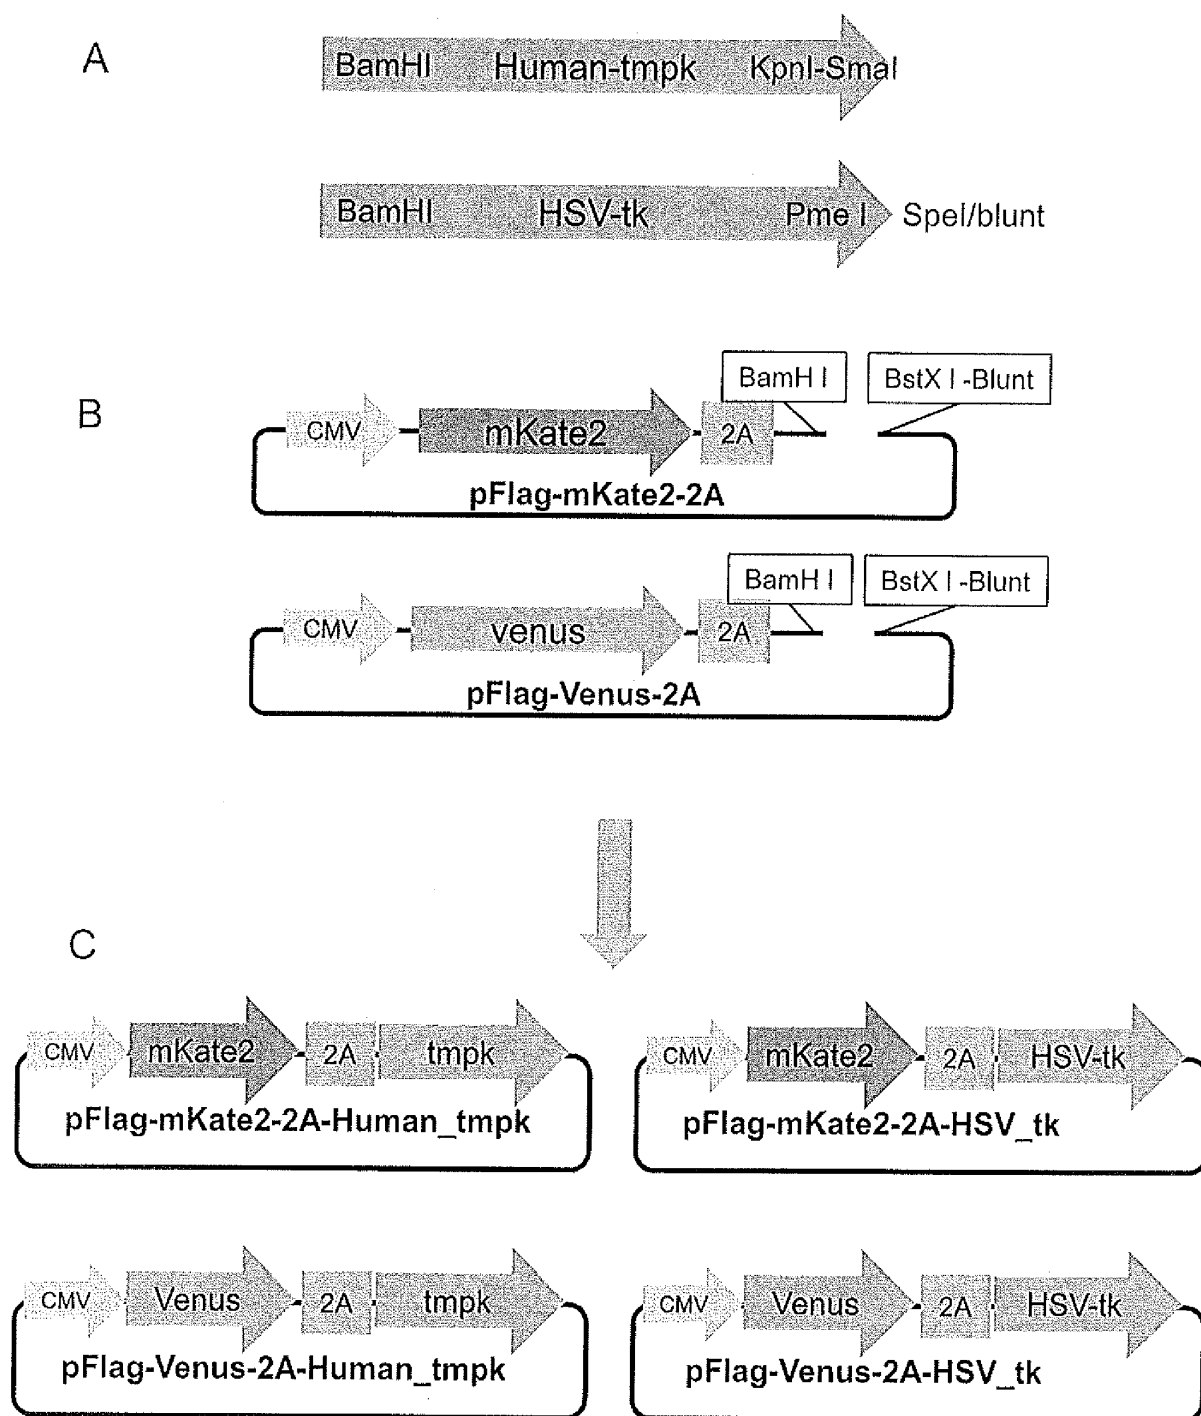 A
BamHI Human-tmpk KpnI-SmaI
BamHI HSV-tk Pme I SpeI/blunt
B
BamH I BstX I -Blunt
CMV mKate2 2A
pFlag-mKate2-2A
BamH I BstX I -Blunt
CMV venus 2A
pFlag-Venus-2A
C
CMV mKate2 2A tmpk
pFlag-mKate2-2A-Human_tmpk
CMV mKate2 2A HSV-tk
pFlag-mKate2-2A-HSV_tk
CMV Venus 2A tmpk
pFlag-Venus-2A-Human_tmpk
CMV Venus 2A HSV-tk
pFlag-Venus-2A-HSV_tk